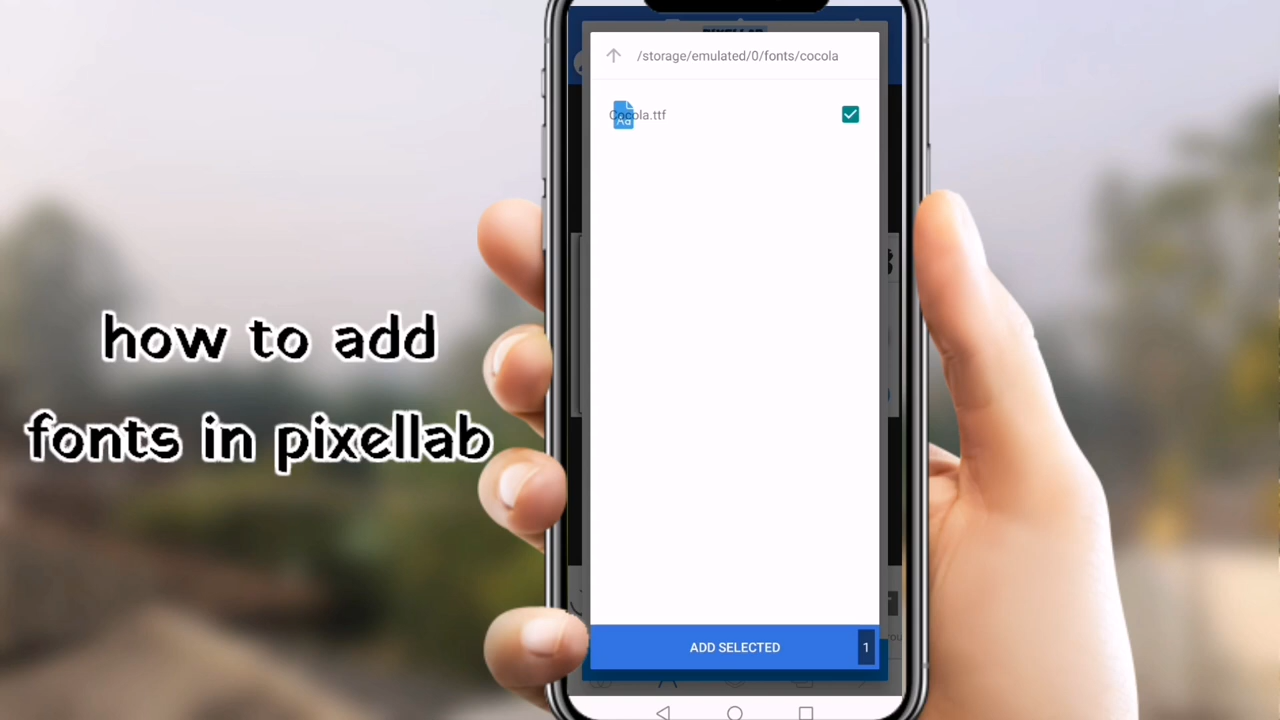 /storage/emulated/0/fonts/cocola
Cocola.ttf
how to add
fonts in pixellab
ADD SELECTED 1